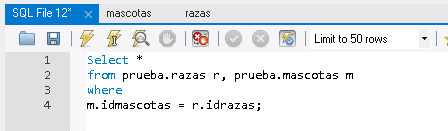 SQL File 12* mascotas razas
Limit to 50 rows
1 Select *
2 from prueba.razas r, prueba.mascotas m
3 where
4 m.idmascotas = r.idrazas;